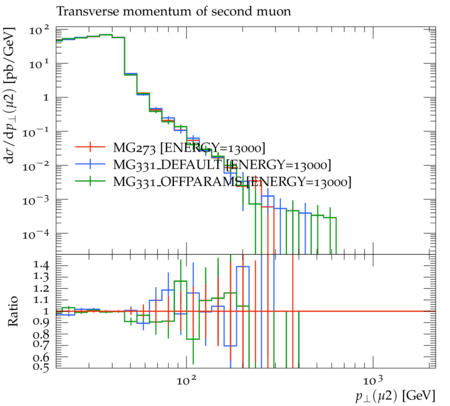 Transverse momentum of second muon
dσ/dp⊥(μ2) [pb/GeV]
10²
10¹
1
10⁻¹
10⁻²
10⁻³
10⁻⁴
MG273 [ENERGY=13000]
MG331_DEFAULT [ENERGY=13000]
MG331_OFFPARAMS [ENERGY=13000]
Ratio
1.4
1.3
1.2
1.1
1
0.9
0.8
0.7
0.6
0.5
10² 10³
p⊥(μ2) [GeV]